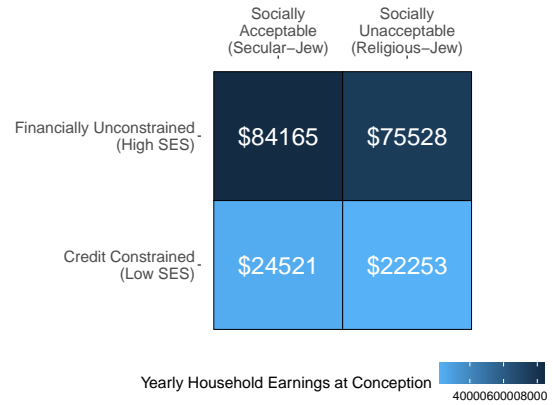 Socially
Acceptable
(Secular−Jew)
Socially
Unacceptable
(Religious−Jew)
Financially Unconstrained
(High SES)
$84165
$75528
Credit Constrained
(Low SES)
$24521
$22253
Yearly Household Earnings at Conception
40000600008000